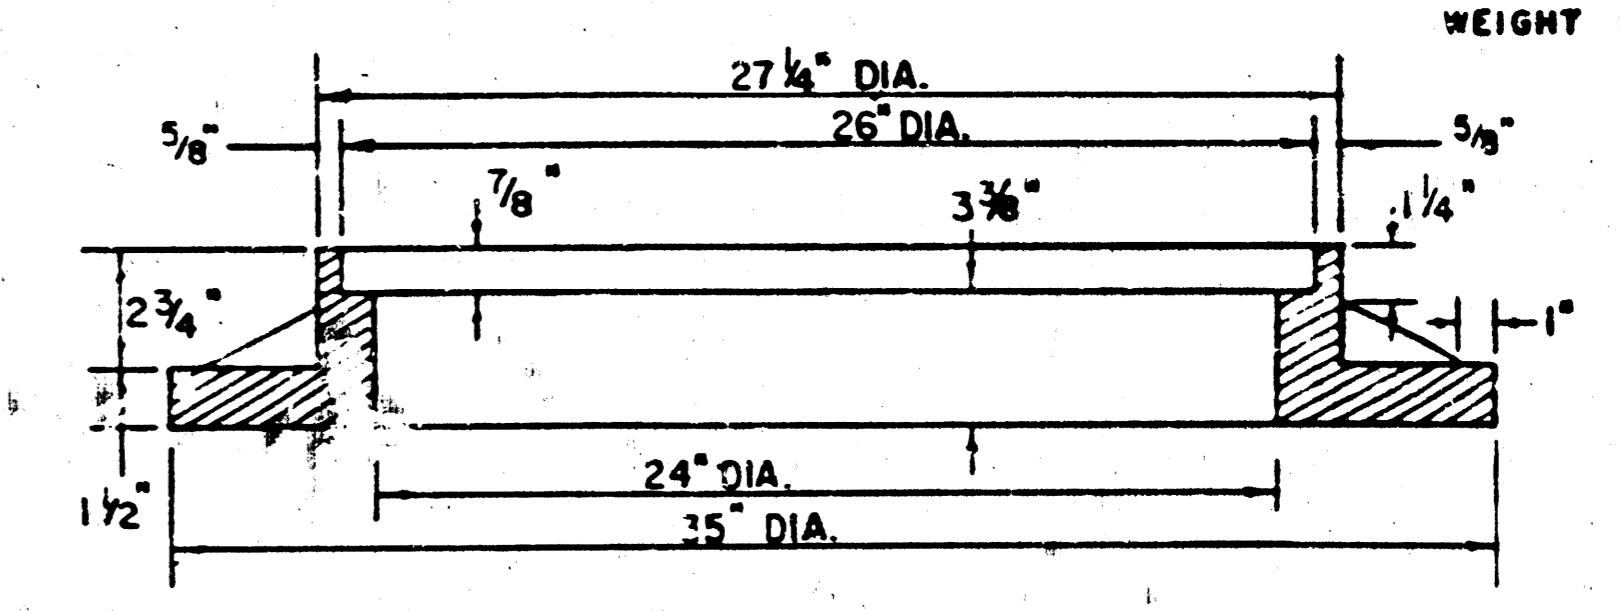 WEIGHT
27 1/4" DIA.
26" DIA.
5/8"
5/8"
7/8"
3 3/8"
1 1/4"
2 3/4"
1"
1 1/2"
24" DIA.
35" DIA.